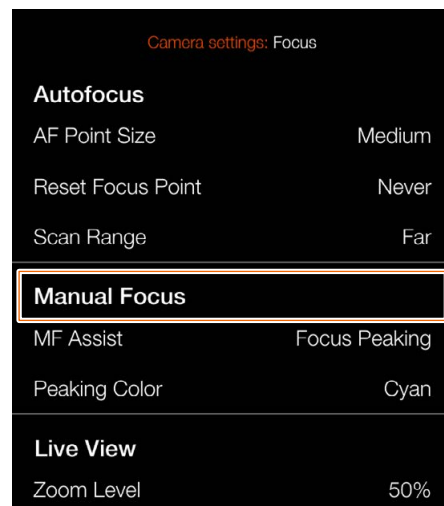 Camera settings: Focus
Autofocus
AF Point Size Medium
Reset Focus Point Never
Scan Range Far
Manual Focus
MF Assist Focus Peaking
Peaking Color Cyan
Live View
Zoom Level 50%